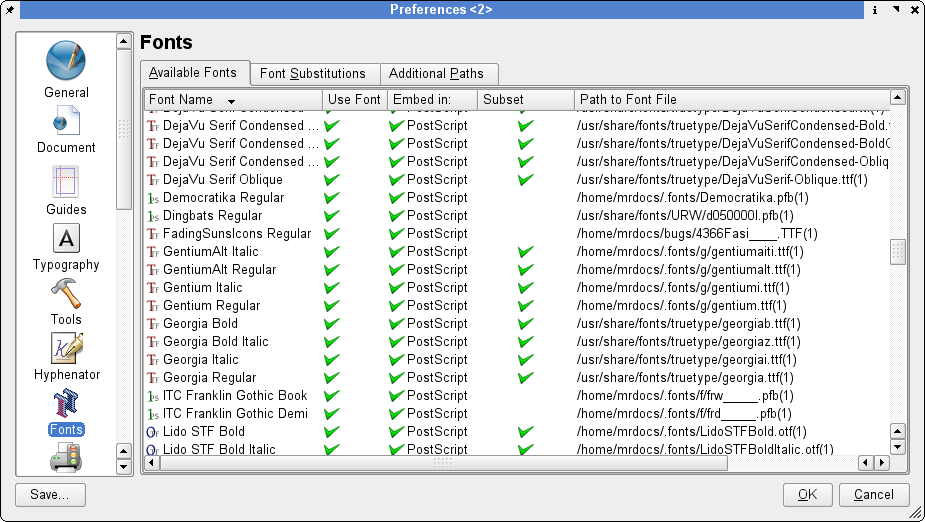 Preferences <2>
Fonts
Available Fonts Font Substitutions Additional Paths
Font Name Use Font Embed in: Subset Path to Font File
DejaVu Serif Condensed ... PostScript /usr/share/fonts/truetype/DejaVuSerifCondensed-Bold.
DejaVu Serif Condensed ... PostScript /usr/share/fonts/truetype/DejaVuSerifCondensed-Bold
DejaVu Serif Condensed ... PostScript /usr/share/fonts/truetype/DejaVuSerifCondensed-Obliq
DejaVu Serif Oblique PostScript /usr/share/fonts/truetype/DejaVuSerif-Oblique.ttf(1)
Democratika Regular PostScript /home/mrdocs/.fonts/Democratika.pfb(1)
Dingbats Regular PostScript /usr/share/fonts/URW/d050000l.pfb(1)
FadingSunsIcons Regular PostScript /home/mrdocs/bugs/4366Fasi____.TTF(1)
GentiumAlt Italic PostScript /home/mrdocs/.fonts/g/gentiumaiti.ttf(1)
GentiumAlt Regular PostScript /home/mrdocs/.fonts/g/gentiumalt.ttf(1)
Gentium Italic PostScript /home/mrdocs/.fonts/g/gentiumi.ttf(1)
Gentium Regular PostScript /home/mrdocs/.fonts/g/gentium.ttf(1)
Georgia Bold PostScript /usr/share/fonts/truetype/georgiab.ttf(1)
Georgia Bold Italic PostScript /usr/share/fonts/truetype/georgiaz.ttf(1)
Georgia Italic PostScript /usr/share/fonts/truetype/georgiai.ttf(1)
Georgia Regular PostScript /usr/share/fonts/truetype/georgia.ttf(1)
ITC Franklin Gothic Book PostScript /home/mrdocs/.fonts/f/frw_____.pfb(1)
ITC Franklin Gothic Demi PostScript /home/mrdocs/.fonts/f/frd_____.pfb(1)
Lido STF Bold PostScript /home/mrdocs/.fonts/LidoSTFBold.otf(1)
Lido STF Bold Italic PostScript /home/mrdocs/.fonts/LidoSTFBoldItalic.otf(1)
General
Document
Guides
Typography
Tools
Hyphenator
Fonts
Save...
OK
Cancel